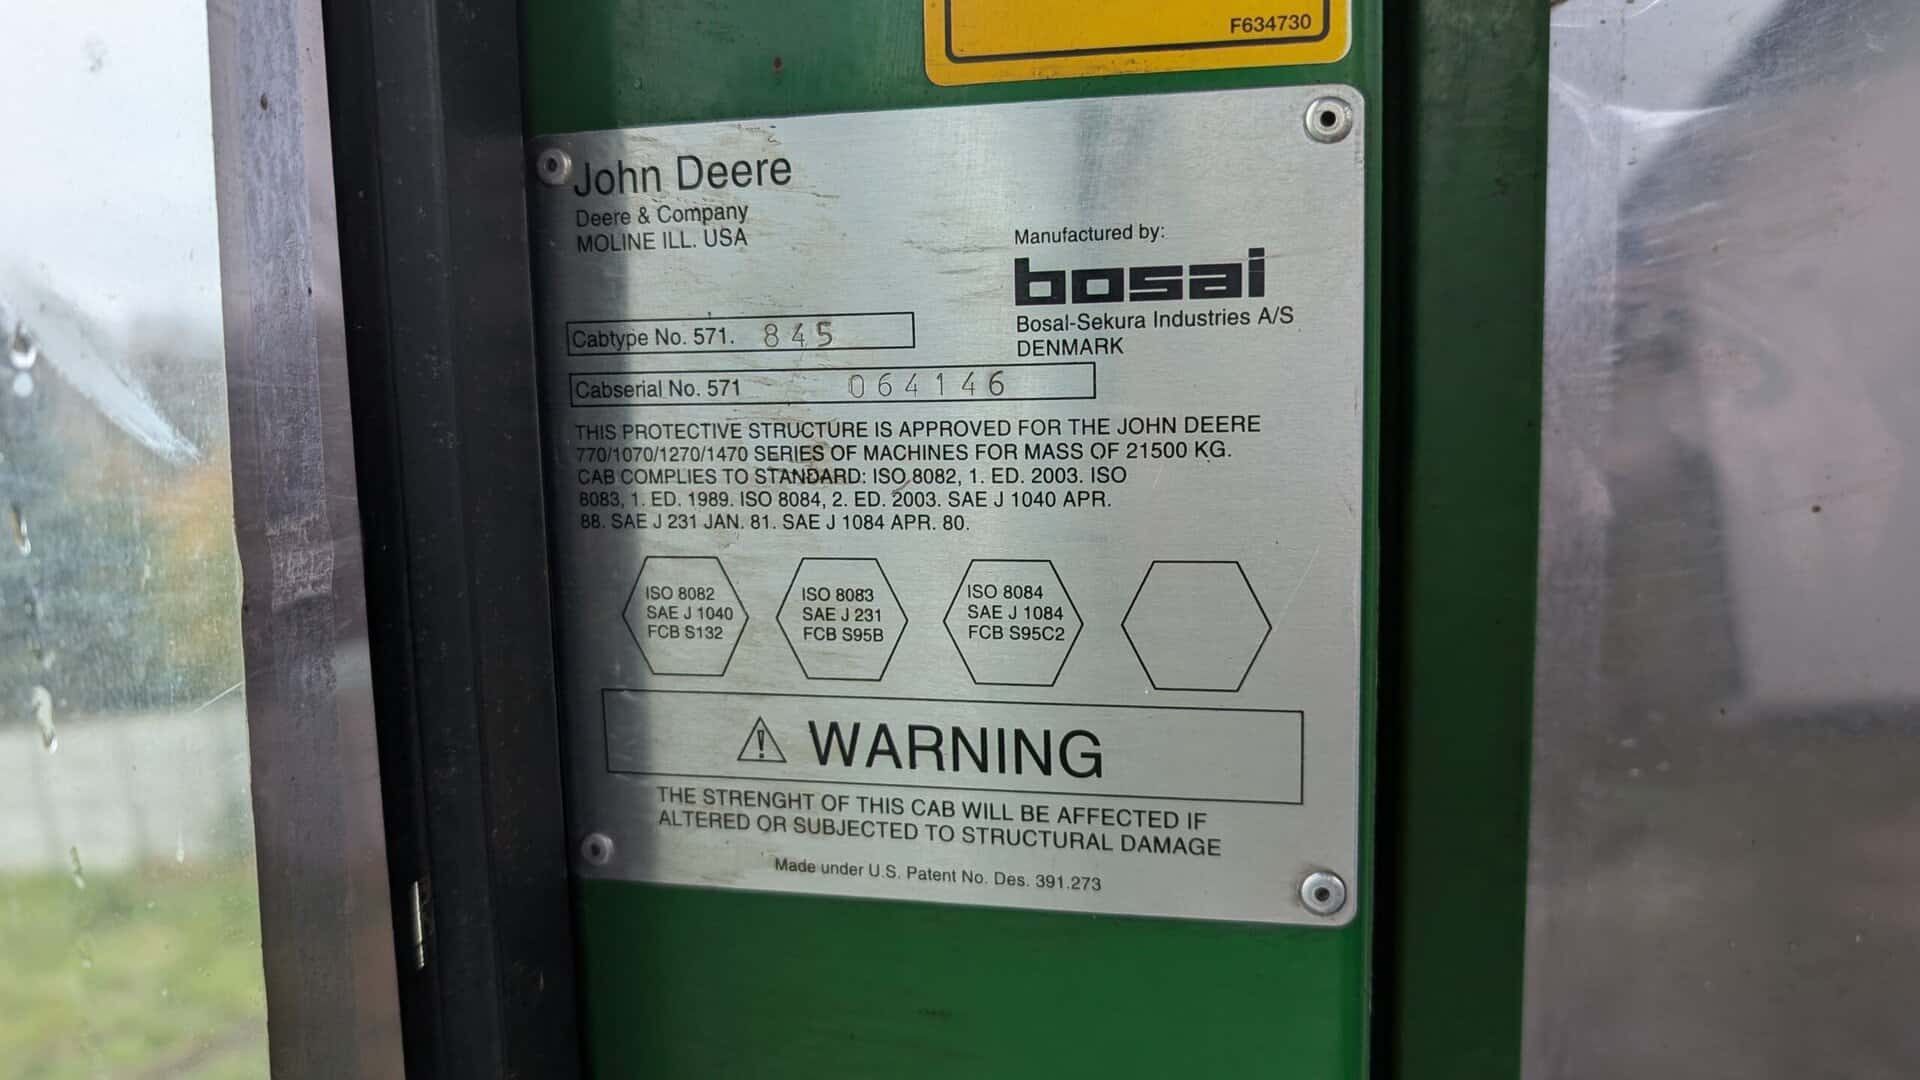 F634730
John Deere
Deere & Company
MOLINE ILL. USA
Manufactured by:
bosal
Bosal-Sekura Industries A/S
DENMARK
Cabtype No. 571. 845
Cabserial No. 571 064146
THIS PROTECTIVE STRUCTURE IS APPROVED FOR THE JOHN DEERE
770/1070/1270/1470 SERIES OF MACHINES FOR MASS OF 21500 KG.
CAB COMPLIES TO STANDARD: ISO 8082, 1. ED. 2003. ISO
8083, 1. ED. 1989. ISO 8084, 2. ED. 2003. SAE J 1040 APR.
88. SAE J 231 JAN. 81. SAE J 1084 APR. 80.
ISO 8082
SAE J 1040
FCB S132
ISO 8083
SAE J 231
FCB S95B
ISO 8084
SAE J 1084
FCB S95C2
WARNING
THE STRENGHT OF THIS CAB WILL BE AFFECTED IF
ALTERED OR SUBJECTED TO STRUCTURAL DAMAGE
Made under U.S. Patent No. Des. 391.273